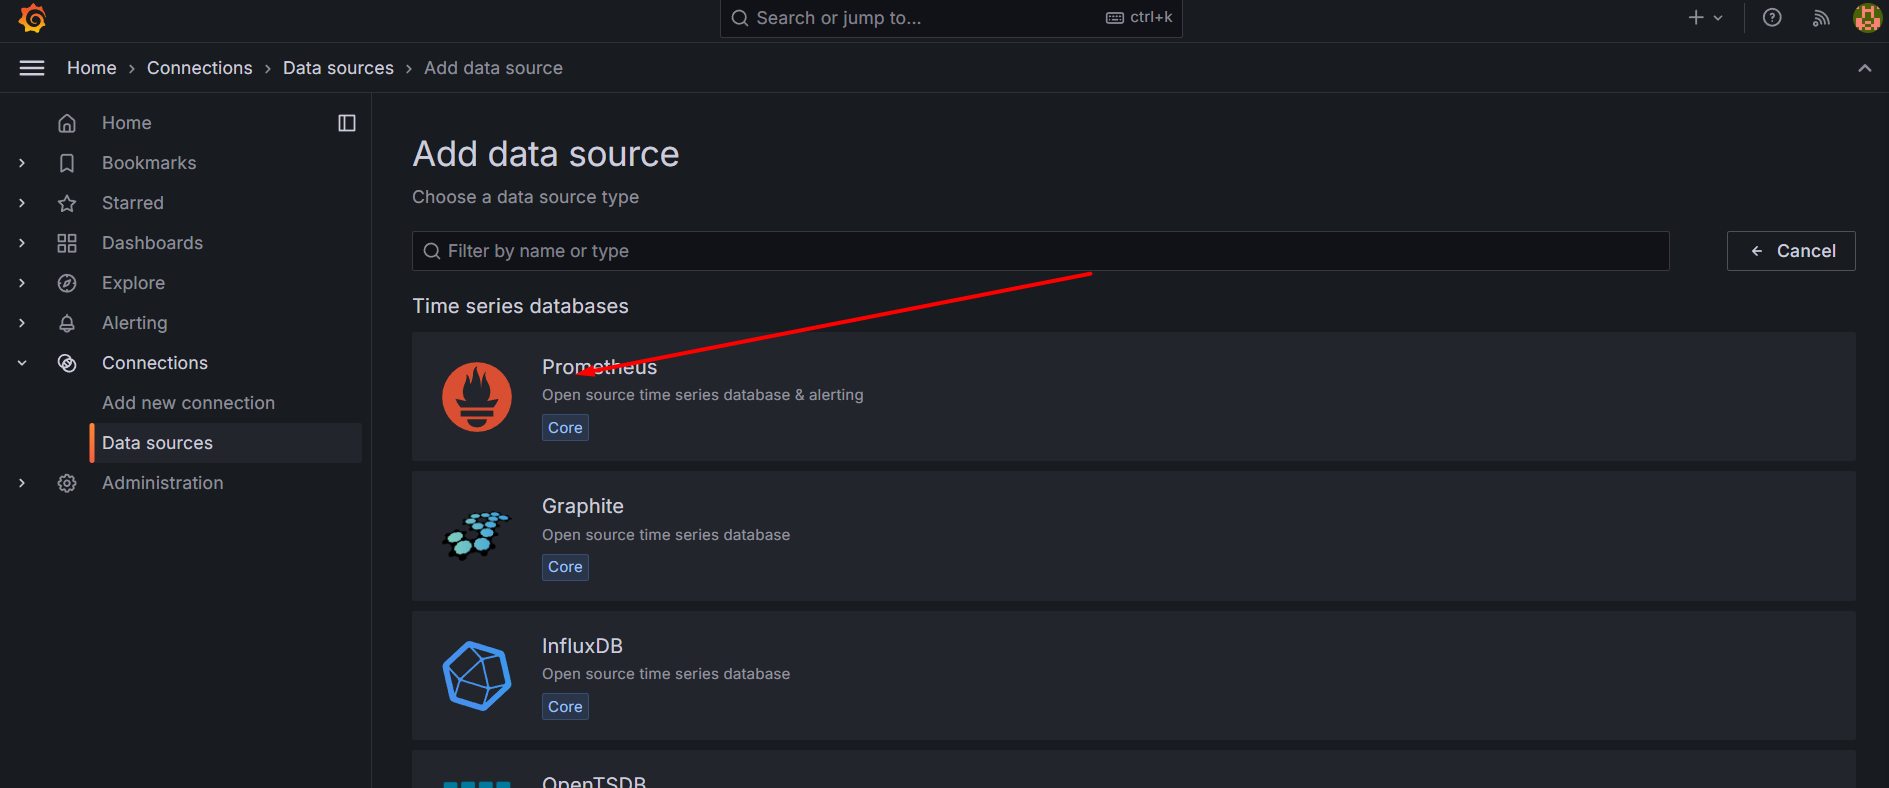 Search or jump to...
ctrl+k
Home › Connections › Data sources › Add data source
Home
Bookmarks
Starred
Dashboards
Explore
Alerting
Connections
Add new connection
Data sources
Administration
Add data source
Choose a data source type
Filter by name or type
Cancel
Time series databases
Prometheus
Open source time series database & alerting
Core
Graphite
Open source time series database
Core
InfluxDB
Open source time series database
Core
OpenTSDB